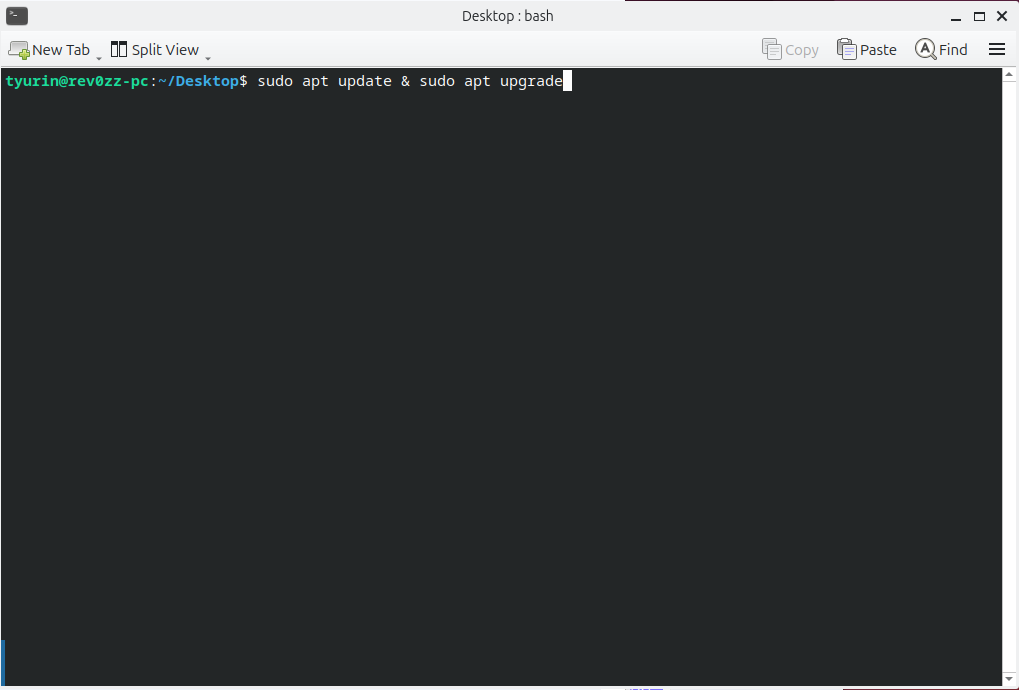 Desktop : bash
New Tab Split View Copy Paste Find
tyurin@rev0zz-pc:~/Desktop$ sudo apt update & sudo apt upgrade